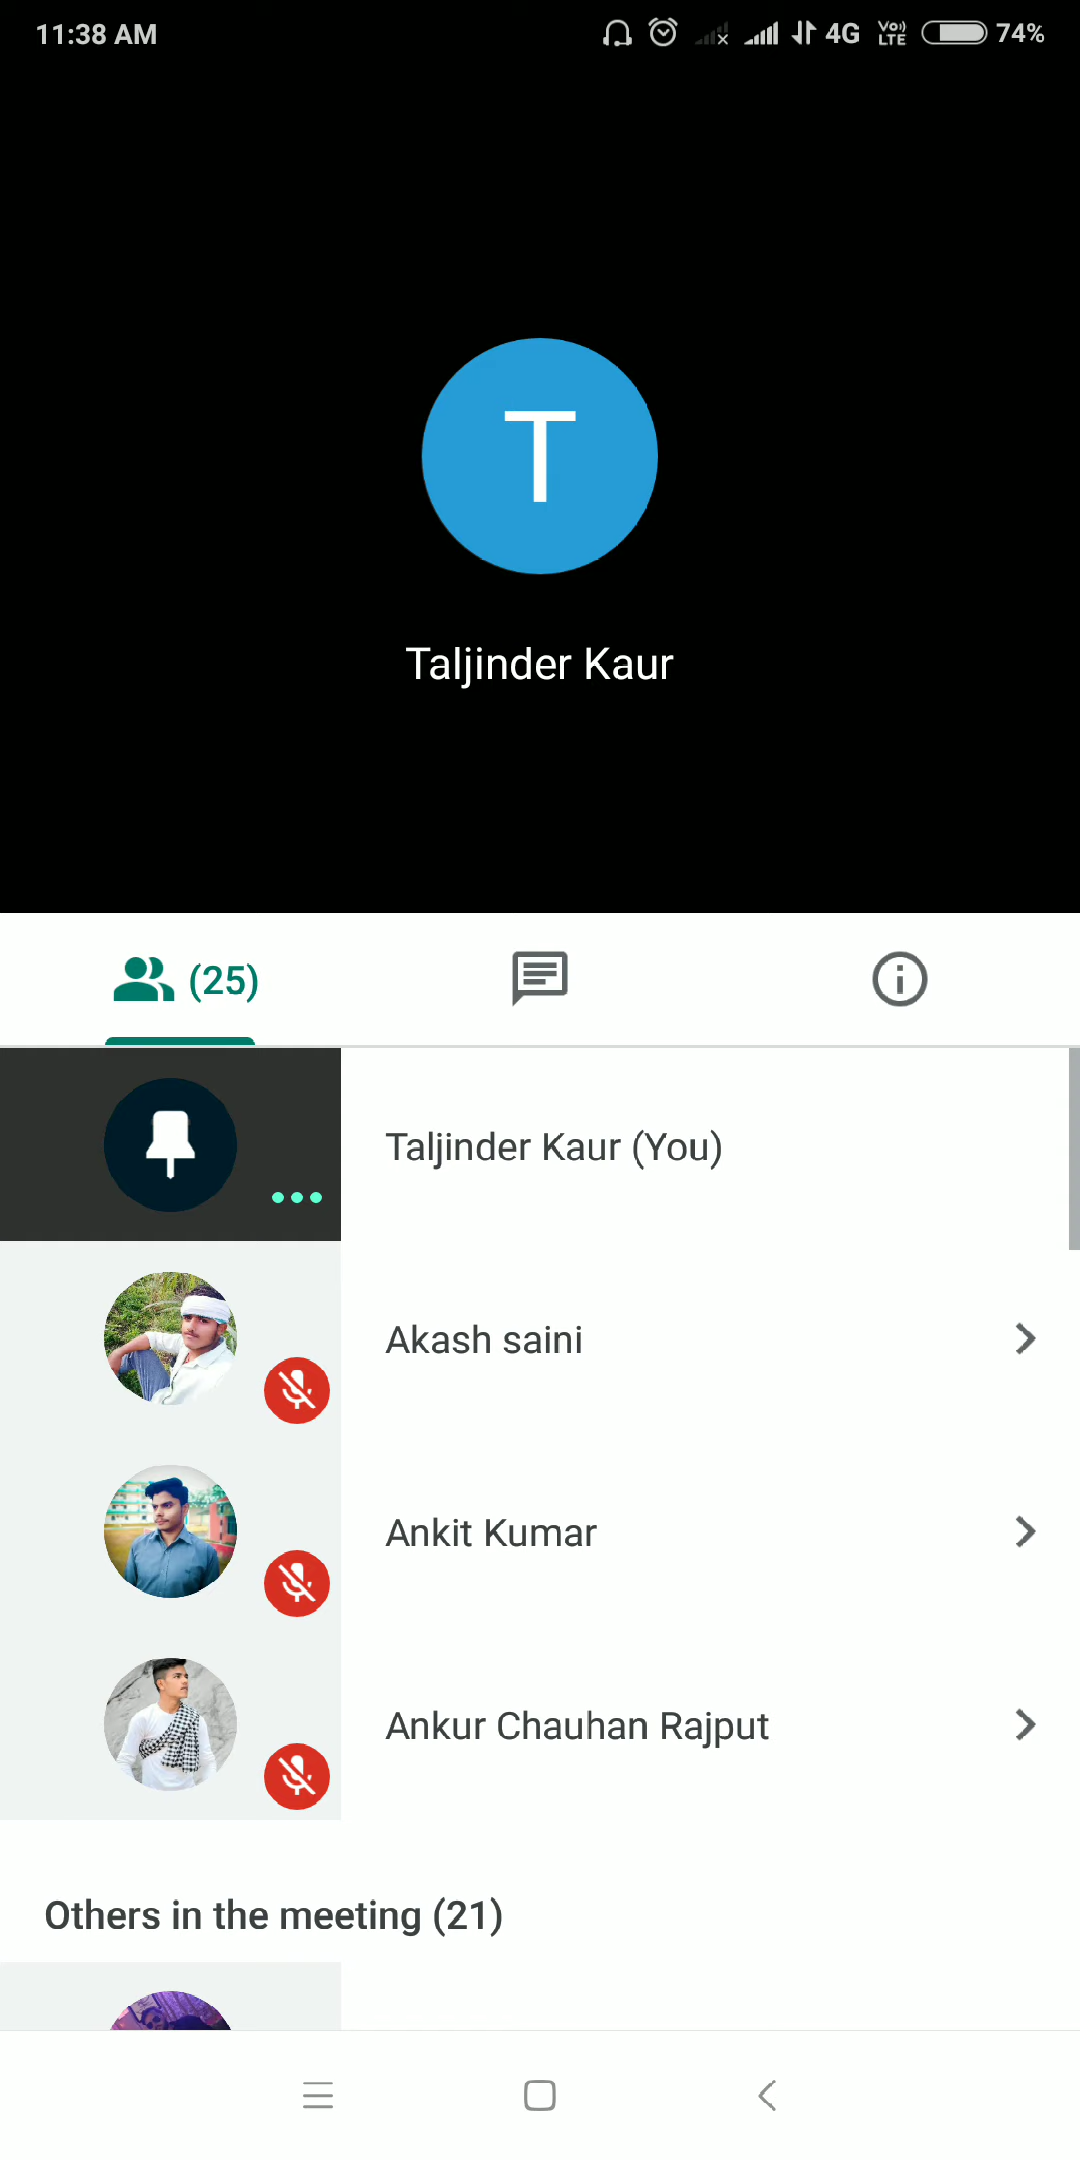 11:38 AM
4G VoLTE 74%
T
Taljinder Kaur
(25)
Taljinder Kaur (You)
Akash saini
Ankit Kumar
Ankur Chauhan Rajput
Others in the meeting (21)